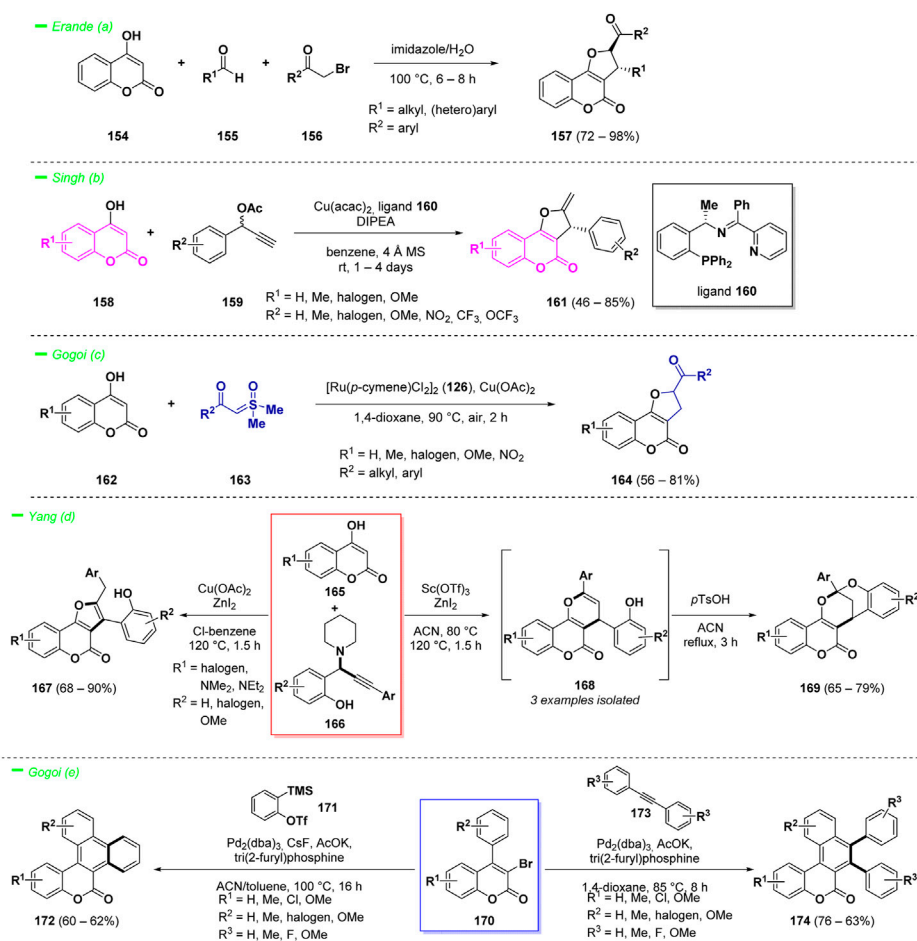 Erande (a)
OH
O
O
154
+
O
R1
H
155
+
O
R2
Br
156
imidazole/H2O
100 °C, 6 – 8 h
R1 = alkyl, (hetero)aryl
R2 = aryl
O
R2
O
R1
O
O
157 (72 – 98%)
Singh (b)
OH
R1
O
O
158
+
OAc
R2
159
Cu(acac)2, ligand 160
DIPEA
benzene, 4 Å MS
rt, 1 – 4 days
R1 = H, Me, halogen, OMe
R2 = H, Me, halogen, OMe, NO2, CF3, OCF3
O
R1
R2
O
O
161 (46 – 85%)
Me
Ph
N
N
PPh2
ligand 160
Gogoi (c)
OH
R1
O
O
162
+
O
O
R2
S
Me
Me
163
[Ru(p-cymene)Cl2]2 (126), Cu(OAc)2
1,4-dioxane, 90 °C, air, 2 h
R1 = H, Me, halogen, OMe, NO2
R2 = alkyl, aryl
O
R2
O
R1
O
O
164 (56 – 81%)
Yang (d)
Ar
HO
O
R2
R1
O
O
167 (68 – 90%)
Cu(OAc)2
ZnI2
Cl-benzene
120 °C, 1.5 h
R1 = halogen,
NMe2, NEt2
R2 = H, halogen,
OMe
OH
R1
O
O
165
+
N
R2
Ar
OH
166
Sc(OTf)3
ZnI2
ACN, 80 °C
120 °C, 1.5 h
Ar
O
HO
R1
R2
O
O
168
3 examples isolated
pTsOH
ACN
reflux, 3 h
Ar
O
O
R2
R1
O
O
169 (65 – 79%)
Gogoi (e)
R2
R1
O
O
172 (60 – 62%)
TMS
171
OTf
Pd2(dba)3, CsF, AcOK,
tri(2-furyl)phosphine
ACN/toluene, 100 °C, 16 h
R1 = H, Me, Cl, OMe
R2 = H, Me, halogen, OMe
R3 = H, Me, F, OMe
R2
Br
R1
O
O
170
R3
173
R3
Pd2(dba)3, AcOK,
tri(2-furyl)phosphine
1,4-dioxane, 85 °C, 8 h
R1 = H, Me, Cl, OMe
R2 = H, Me, halogen, OMe
R3 = H, Me, F, OMe
R3
R2
R3
R1
O
O
174 (76 – 63%)